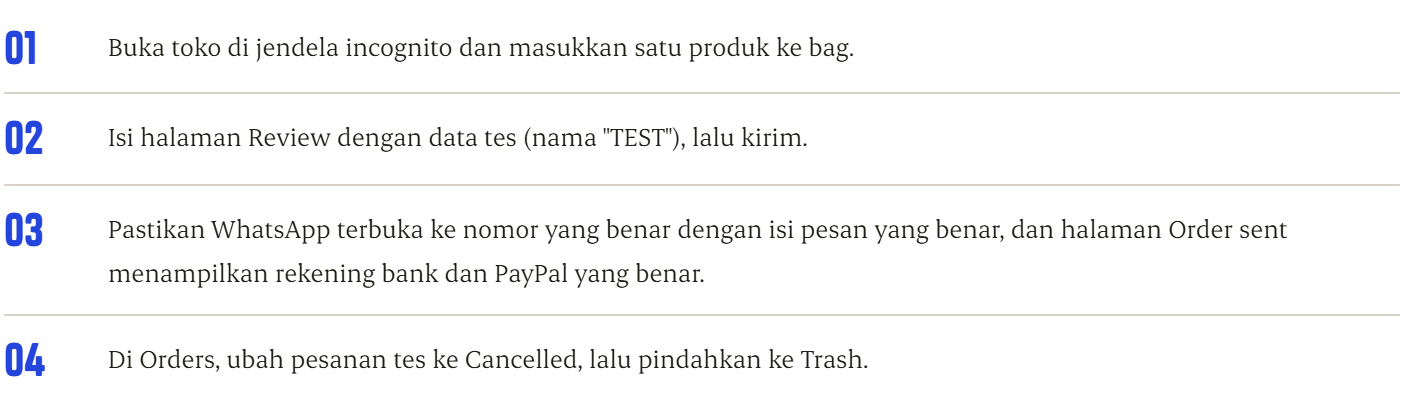 01
Buka toko di jendela incognito dan masukkan satu produk ke bag.
02
Isi halaman Review dengan data tes (nama "TEST"), lalu kirim.
03
Pastikan WhatsApp terbuka ke nomor yang benar dengan isi pesan yang benar, dan halaman Order sent
menampilkan rekening bank dan PayPal yang benar.
04
Di Orders, ubah pesanan tes ke Cancelled, lalu pindahkan ke Trash.